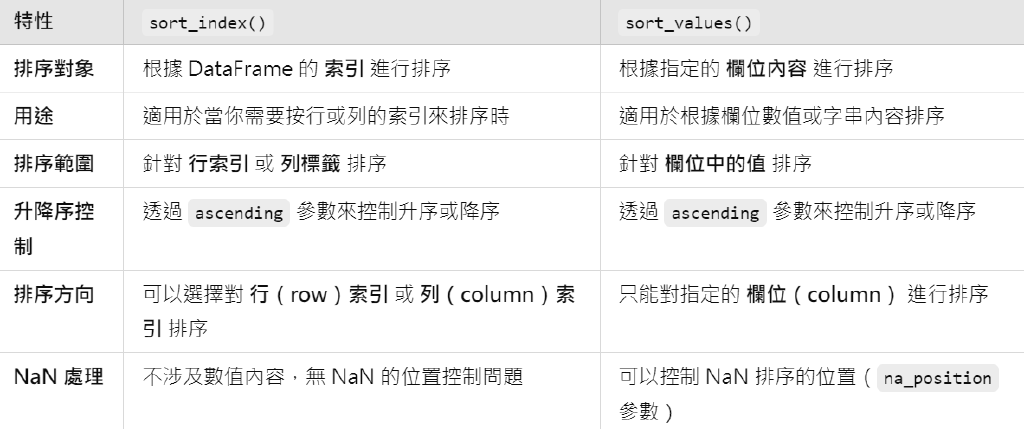 特性 sort_index() sort_values()
排序對象 根據 DataFrame 的 索引 進行排序 根據指定的 欄位內容 進行排序
用途 適用於當你需要按行或列的索引來排序時 適用於根據欄位數值或字串內容排序
排序範圍 針對 行索引 或 列標籤 排序 針對 欄位中的值 排序
升降序控 透過 ascending 參數來控制升序或降序 透過 ascending 參數來控制升序或降序
制
排序方向 可以選擇對 行（row）索引 或 列（column）索 只能對指定的 欄位（column） 進行排序
引 排序
NaN 處理 不涉及數值內容，無 NaN 的位置控制問題 可以控制 NaN 排序的位置（ na_position
參數）